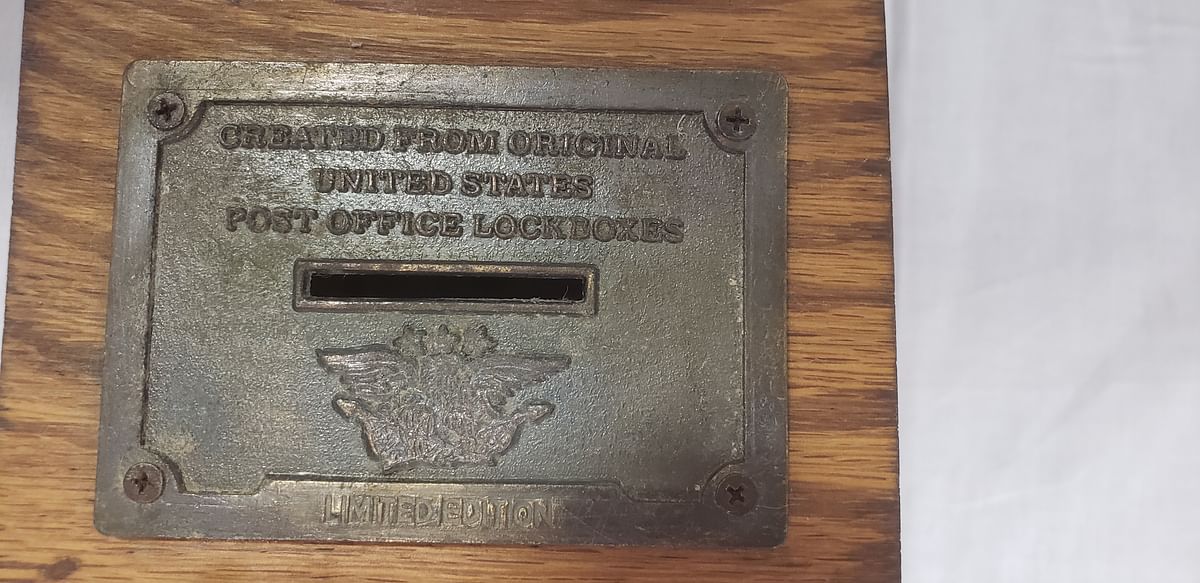 CREATED FROM ORIGINAL
UNITED STATES
POST OFFICE LOCKBOXES
LIMITED EDITION